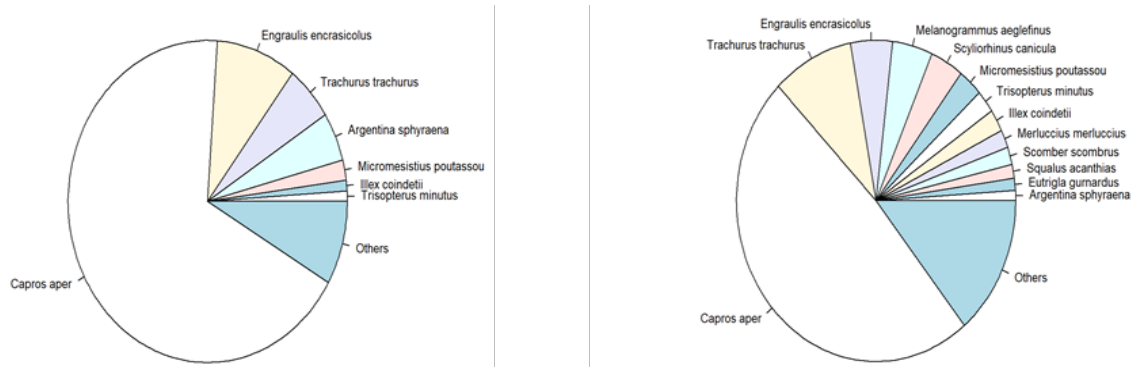 Engraulis encrasicolus
Trachurus trachurus
Argentina sphyraena
Micromesistius poutassou
Illex coindetii
Trisopterus minutus
Others
Capros aper
Engraulis encrasicolus
Trachurus trachurus
Melanogrammus aeglefinus
Scyliorhinus canicula
Micromesistius poutassou
Trisopterus minutus
Illex coindetii
Merluccius merluccius
Scomber scombrus
Squalus acanthias
Eutrigla gurnardus
Argentina sphyraena
Others
Capros aper